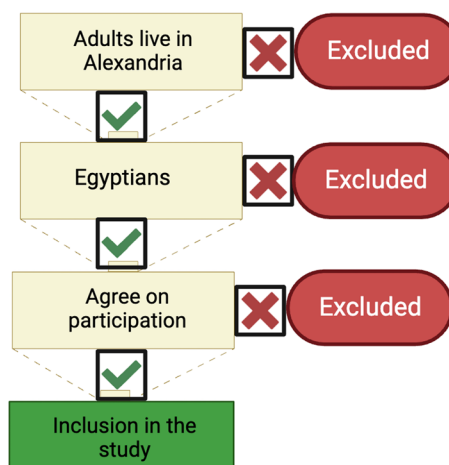 Adults live in
Alexandria
Excluded
Egyptians
Excluded
Agree on
participation
Excluded
Inclusion in the
study